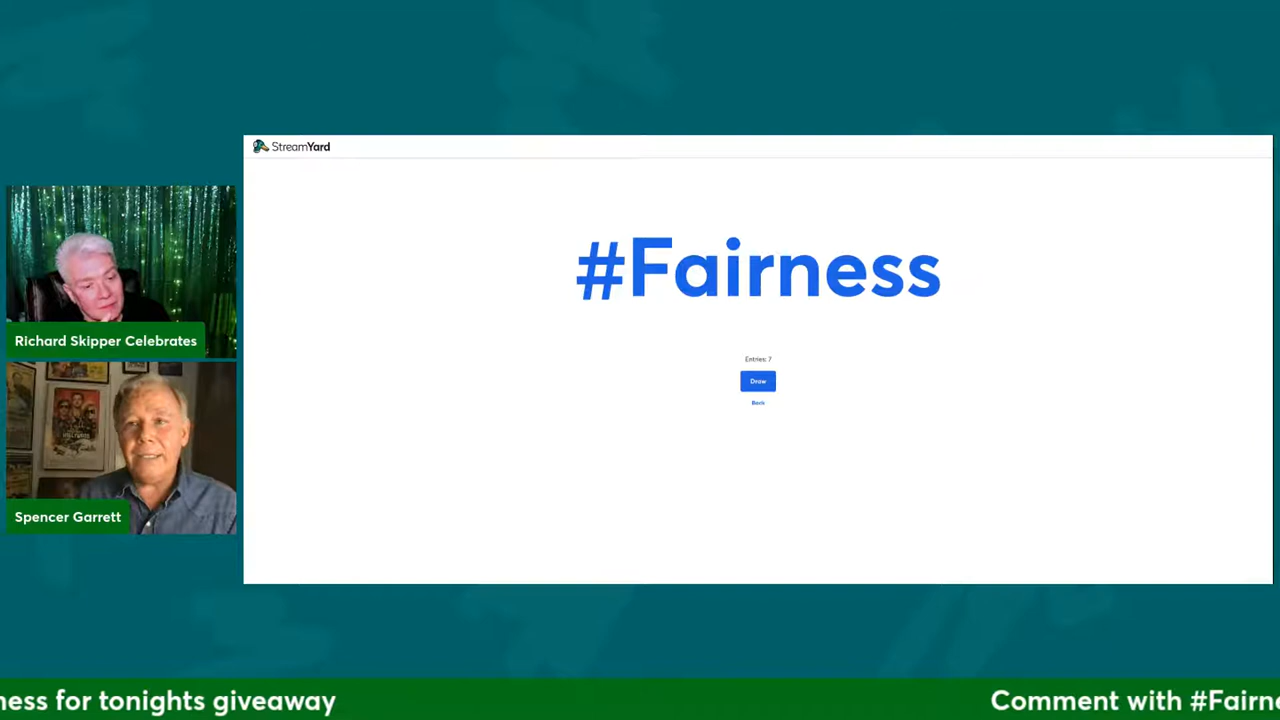 StreamYard
#Fairness
Entries: 7
Draw
Back
Richard Skipper Celebrates
Spencer Garrett
ness for tonights giveaway
Comment with #Fairn